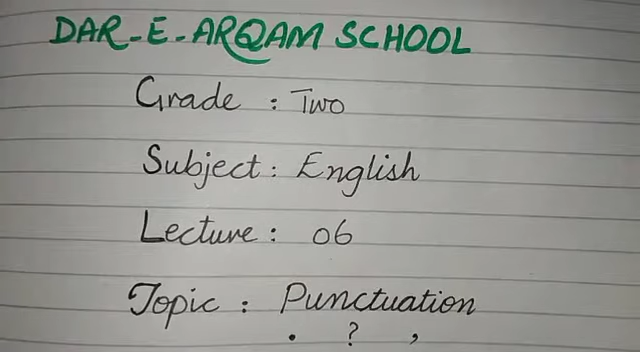 DAR-E-ARQAM SCHOOL
Grade : Two
Subject : English
Lecture : 06
Topic : Punctuation
. ? ,